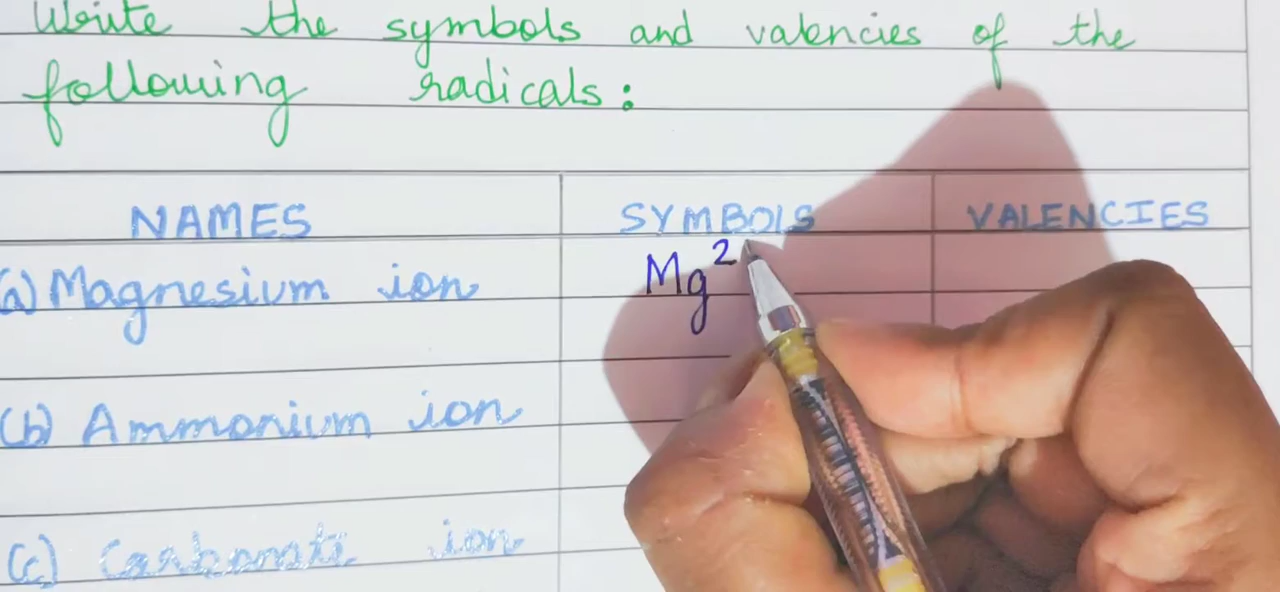 Write the symbols and valencies of the
following radicals:
NAMES SYMBOLS VALENCIES
(a) Magnesium ion Mg²
(b) Ammonium ion
(c) Carbonate ion